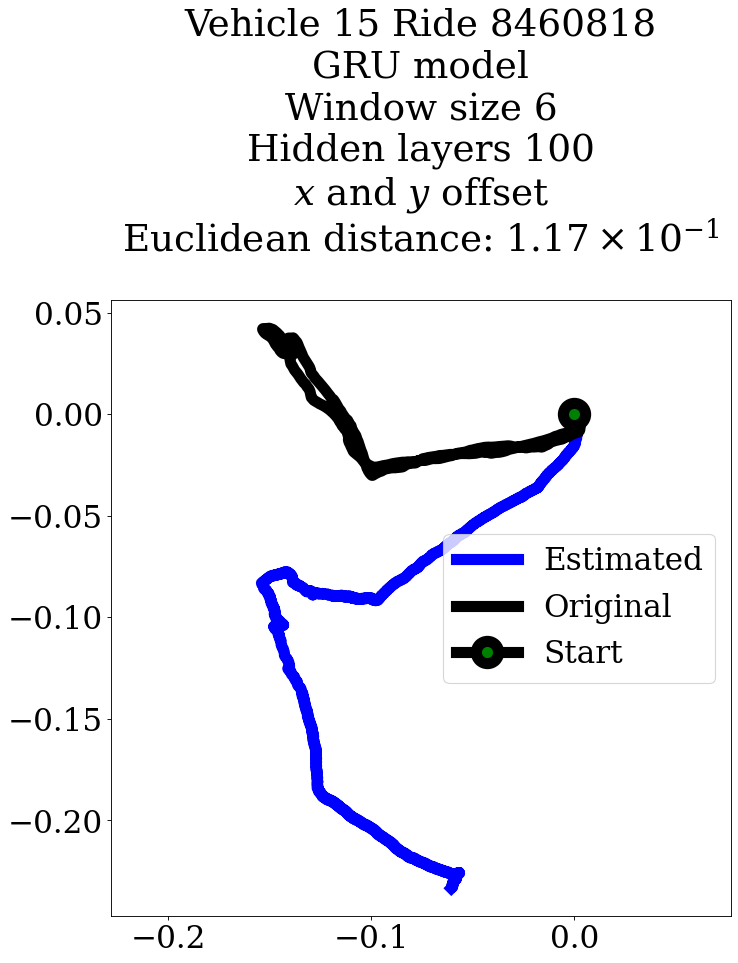 Vehicle 15 Ride 8460818
GRU model
Window size 6
Hidden layers 100
x and y offset
Euclidean distance: 1.17 × 10⁻¹
0.05
0.00
−0.05
−0.10
−0.15
−0.20
Estimated
Original
Start
−0.2
−0.1
0.0